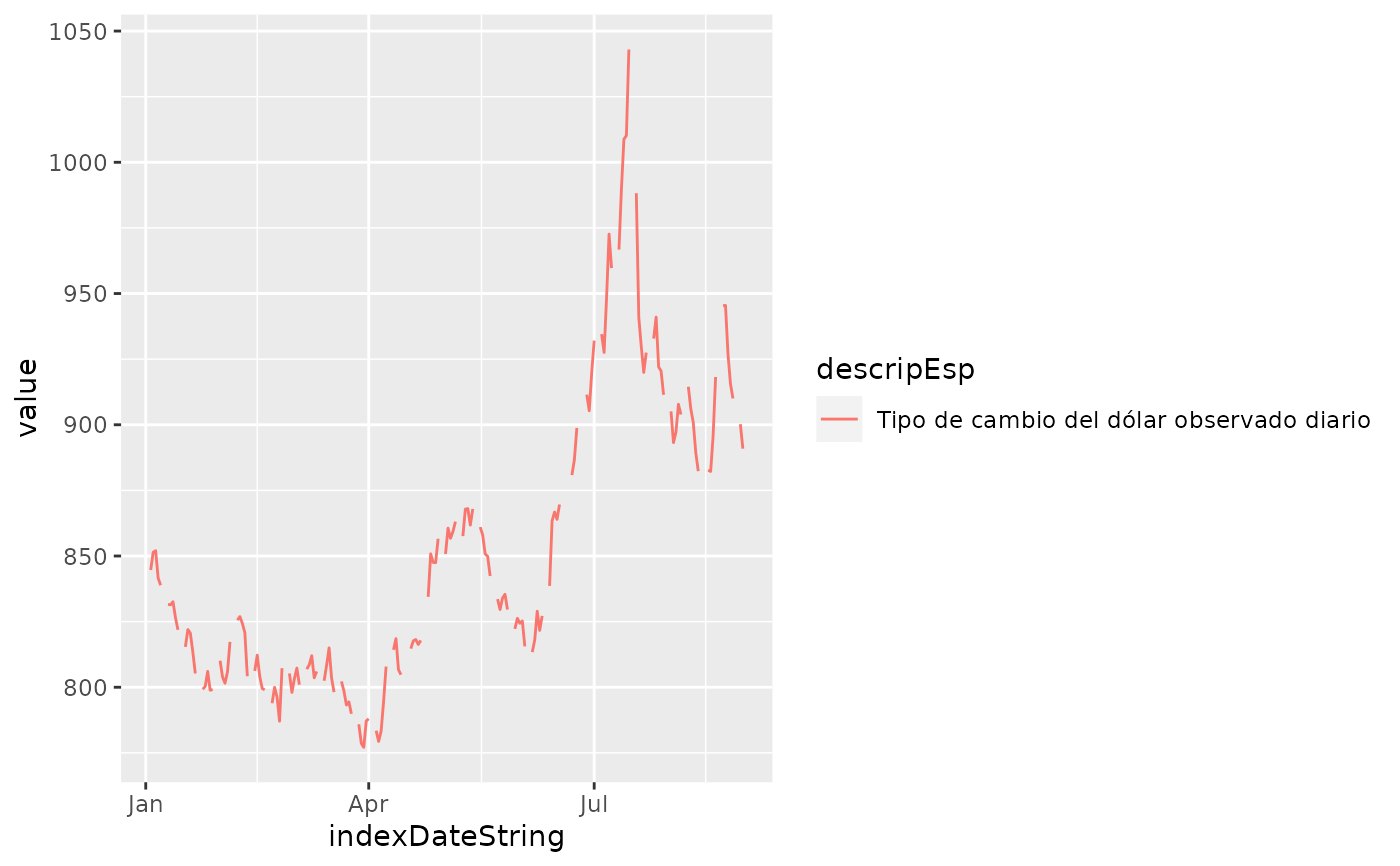 1050
1000
950
900
850
800
value
Jan Apr Jul
indexDateString
descripEsp
Tipo de cambio del dólar observado diario